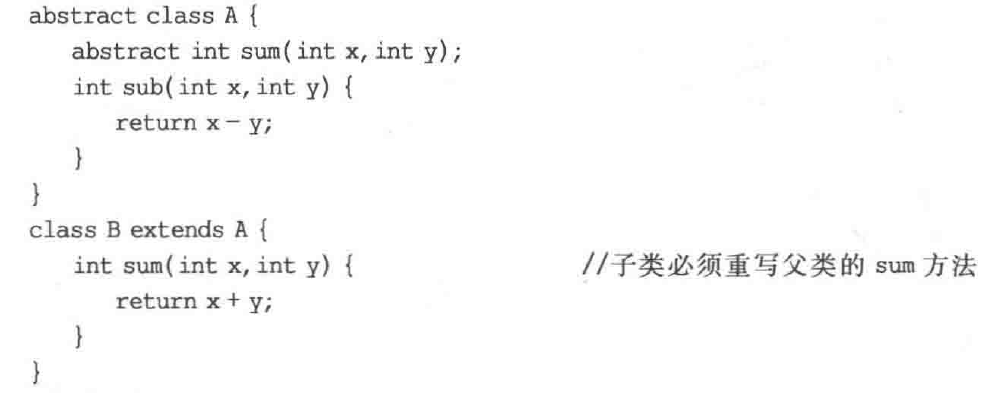 abstract class A {
abstract int sum(int x,int y);
int sub(int x,int y) {
return x - y;
}
}
class B extends A {
int sum(int x,int y) { //子类必须重写父类的 sum 方法
return x + y;
}
}